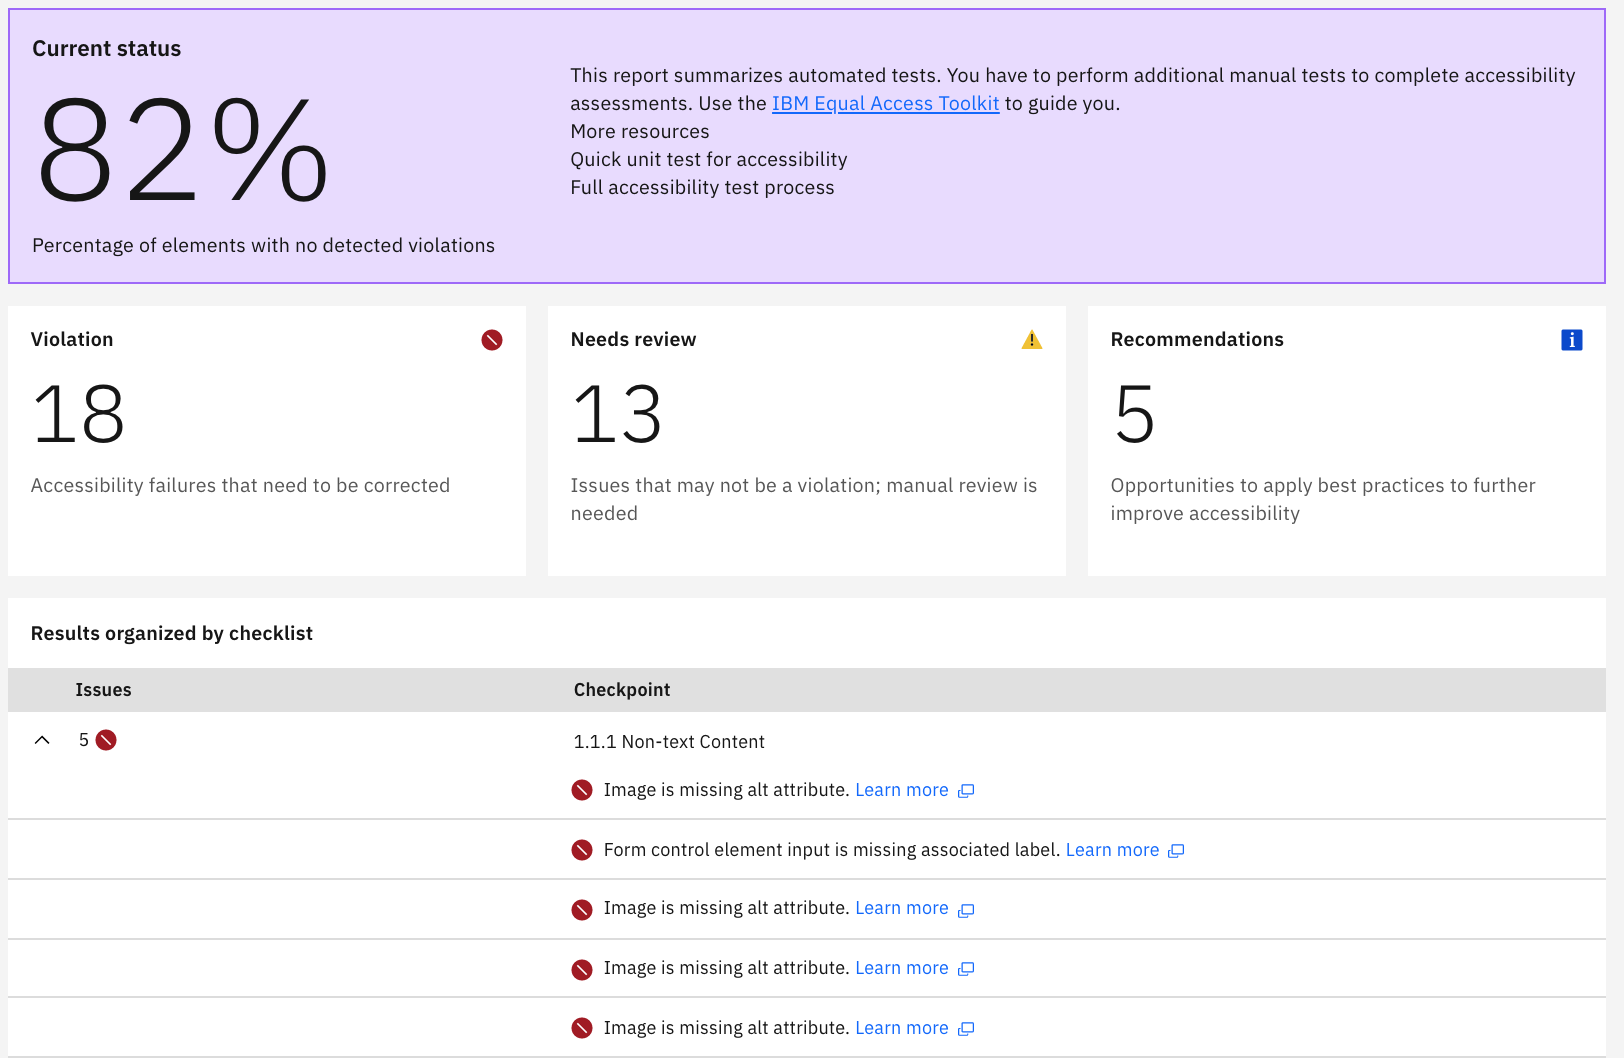 Current status
82%
Percentage of elements with no detected violations
This report summarizes automated tests. You have to perform additional manual tests to complete accessibility
assessments. Use the IBM Equal Access Toolkit to guide you.
More resources
Quick unit test for accessibility
Full accessibility test process
Violation
18
Accessibility failures that need to be corrected
Needs review
13
Issues that may not be a violation; manual review is
needed
Recommendations
5
Opportunities to apply best practices to further
improve accessibility
Results organized by checklist
Issues Checkpoint
5 1.1.1 Non-text Content
Image is missing alt attribute. Learn more
Form control element input is missing associated label. Learn more
Image is missing alt attribute. Learn more
Image is missing alt attribute. Learn more
Image is missing alt attribute. Learn more